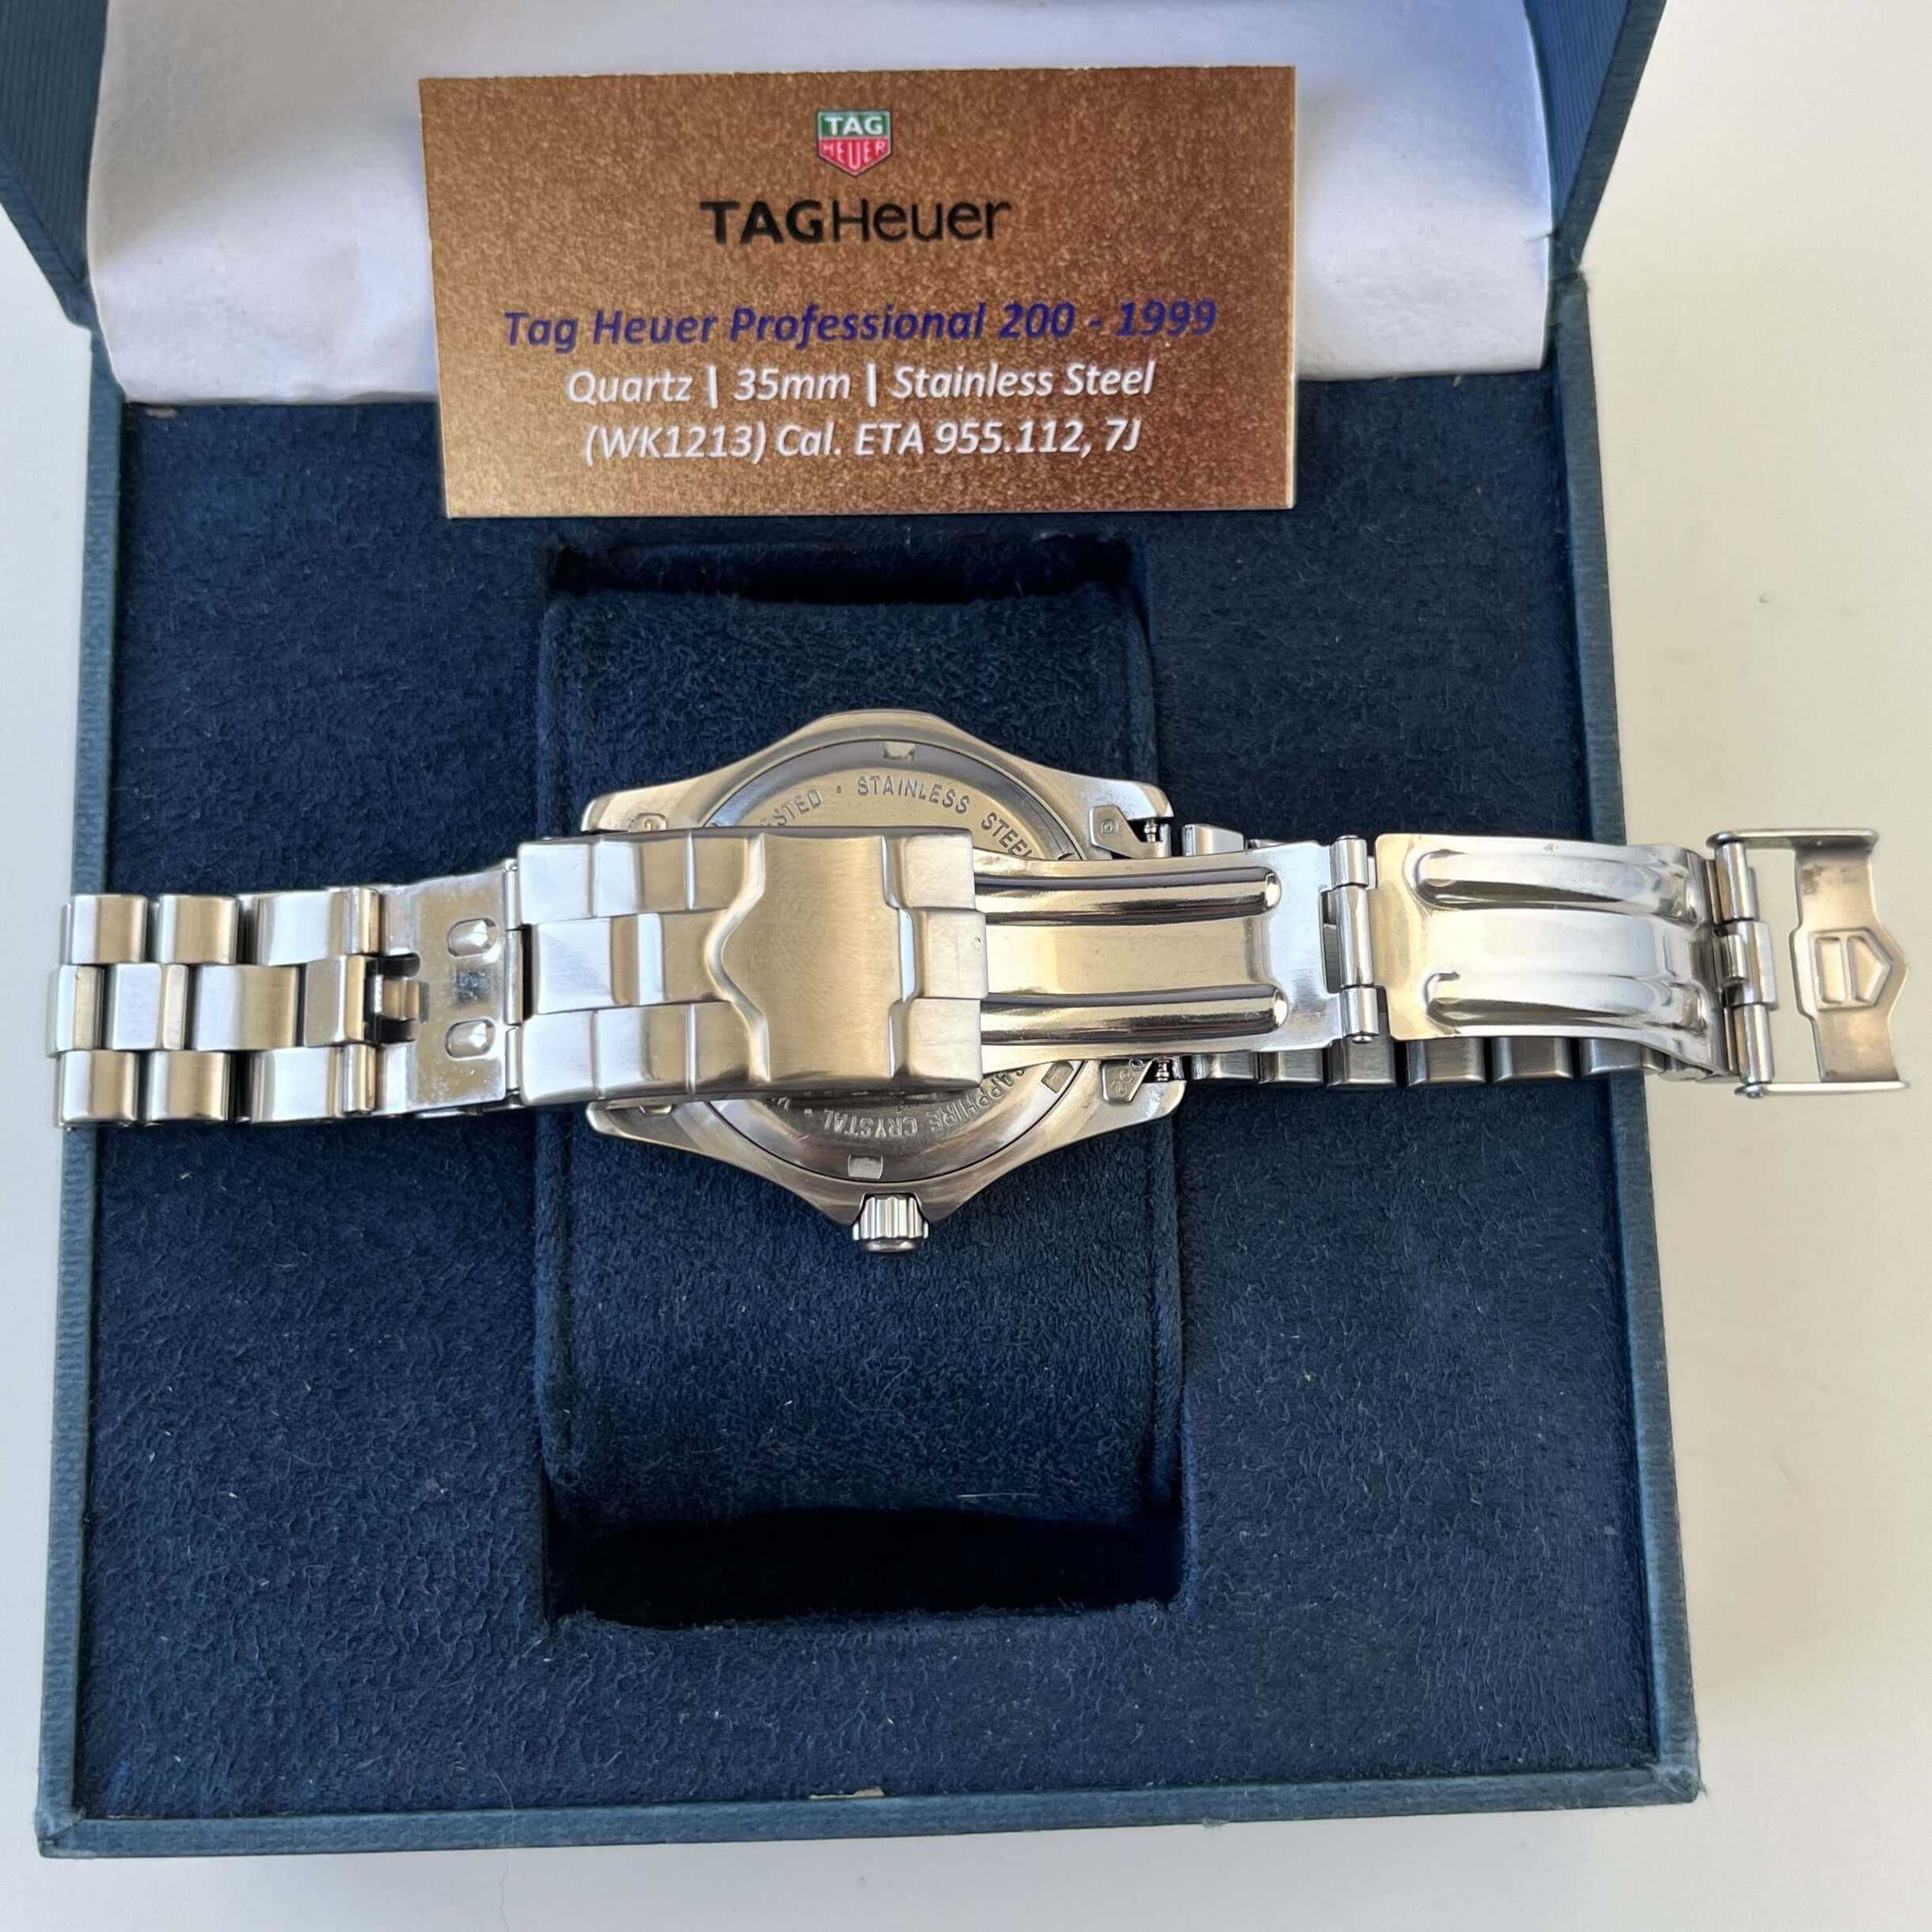 TAG
HEUER
TAGHeuer
Tag Heuer Professional 200 - 1999
Quartz | 35mm | Stainless Steel
(WK1213) Cal. ETA 955.112, 7J
STAINLESS STEEL
SAPPHIRE CRYSTAL